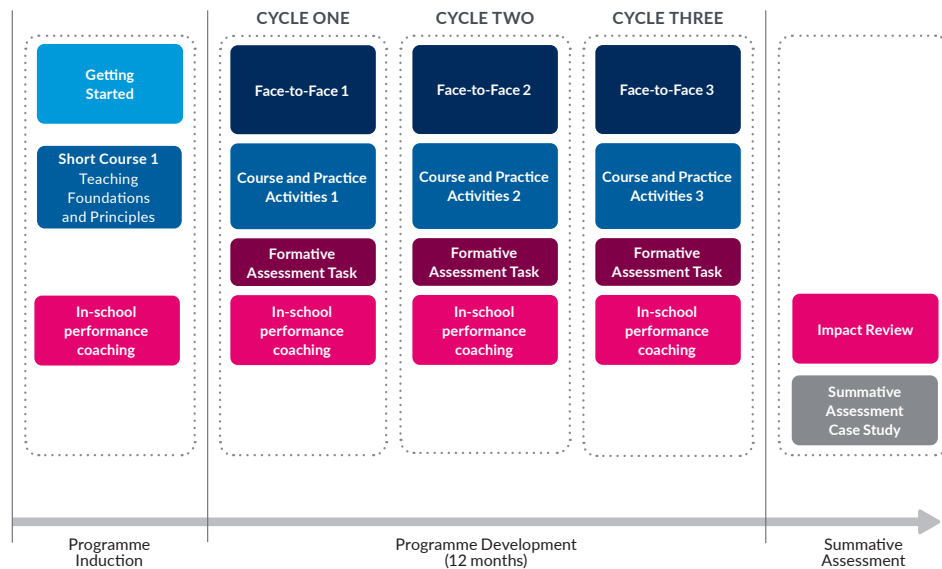 CYCLE ONE
CYCLE TWO
CYCLE THREE
Getting
Started
Short Course 1
Teaching
Foundations
and Principles
In-school
performance
coaching
Face-to-Face 1
Course and Practice
Activities 1
Formative
Assessment Task
In-school
performance
coaching
Face-to-Face 2
Course and Practice
Activities 2
Formative
Assessment Task
In-school
performance
coaching
Face-to-Face 3
Course and Practice
Activities 3
Formative
Assessment Task
In-school
performance
coaching
Impact Review
Summative
Assessment
Case Study
Programme
Induction
Programme Development
(12 months)
Summative
Assessment